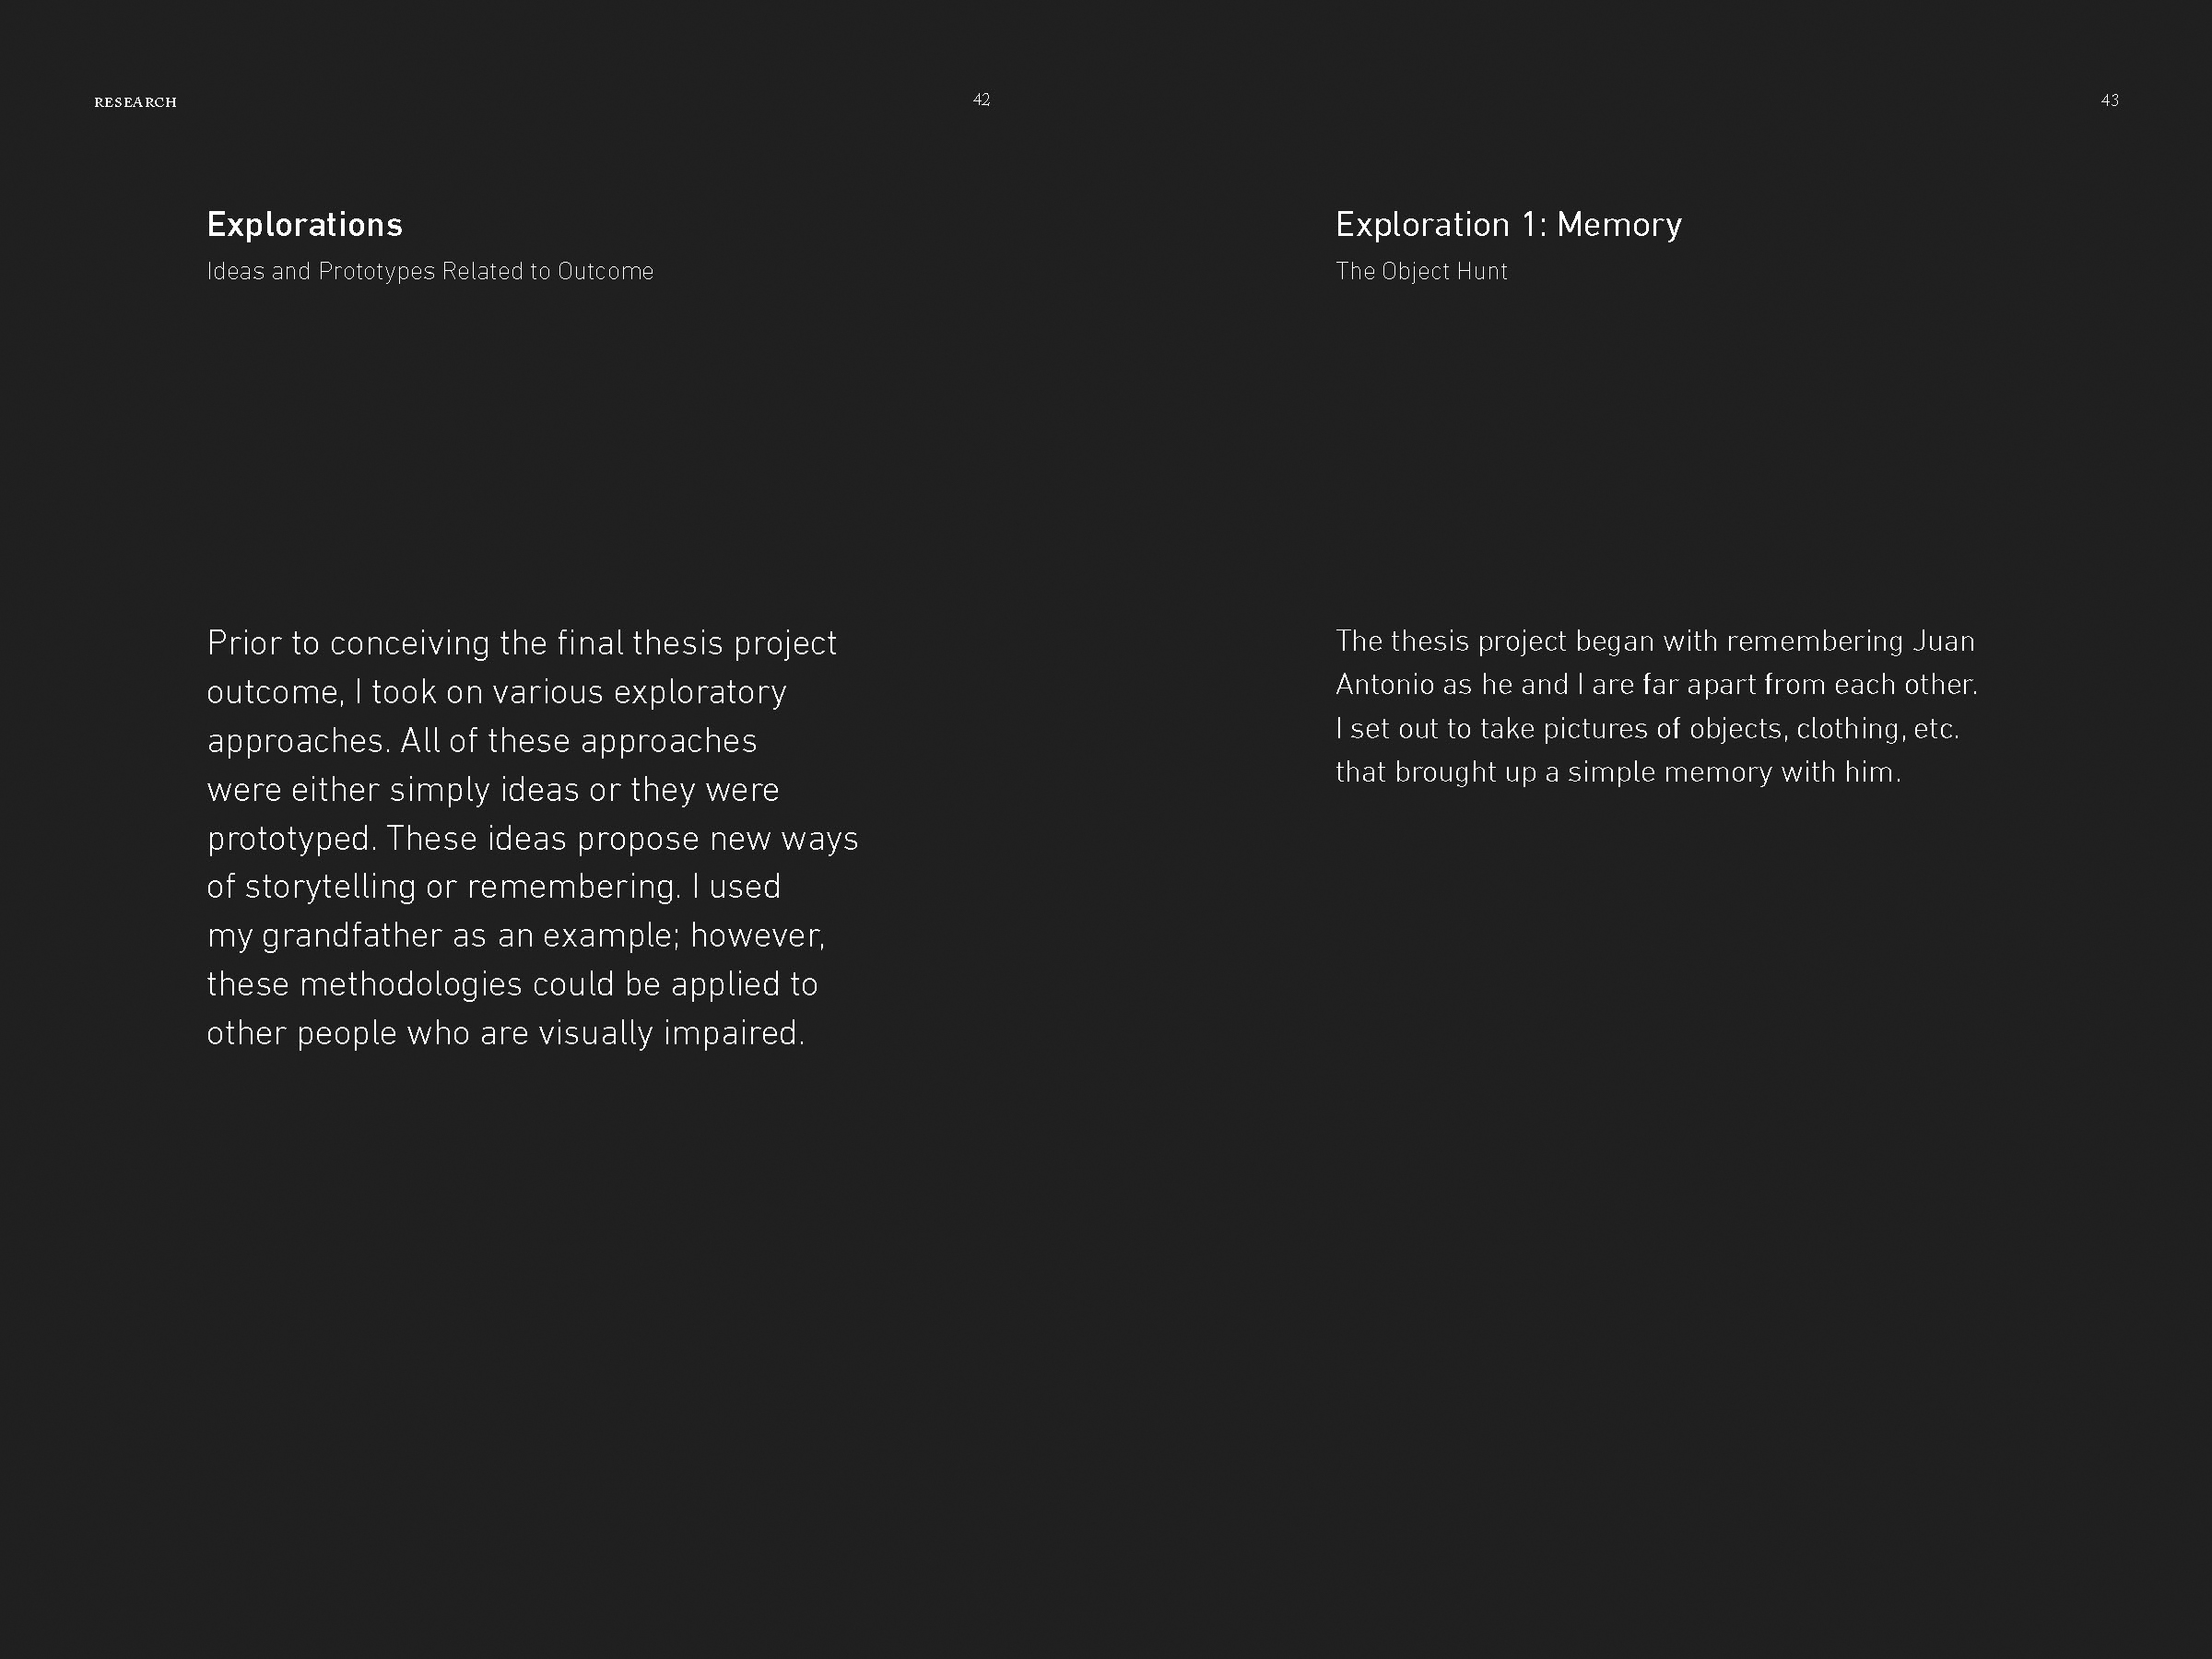 RESEARCH
42
Explorations
Ideas and Prototypes Related to Outcome
Prior to conceiving the final thesis project
outcome, I took on various exploratory
approaches. All of these approaches
were either simply ideas or they were
prototyped. These ideas propose new ways
of storytelling or remembering. I used
my grandfather as an example; however,
these methodologies could be applied to
other people who are visually impaired.
43
Exploration 1: Memory
The Object Hunt
The thesis project began with remembering Juan
Antonio as he and I are far apart from each other.
I set out to take pictures of objects, clothing, etc.
that brought up a simple memory with him.